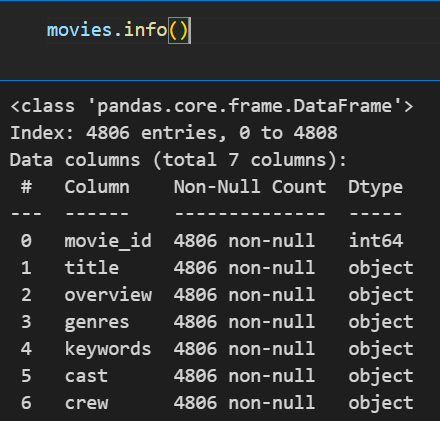 movies.info()
<class 'pandas.core.frame.DataFrame'>
Index: 4806 entries, 0 to 4808
Data columns (total 7 columns):
 #   Column    Non-Null Count  Dtype
---  ------    --------------  -----
 0   movie_id  4806 non-null   int64
 1   title     4806 non-null   object
 2   overview  4806 non-null   object
 3   genres    4806 non-null   object
 4   keywords  4806 non-null   object
 5   cast      4806 non-null   object
 6   crew      4806 non-null   object